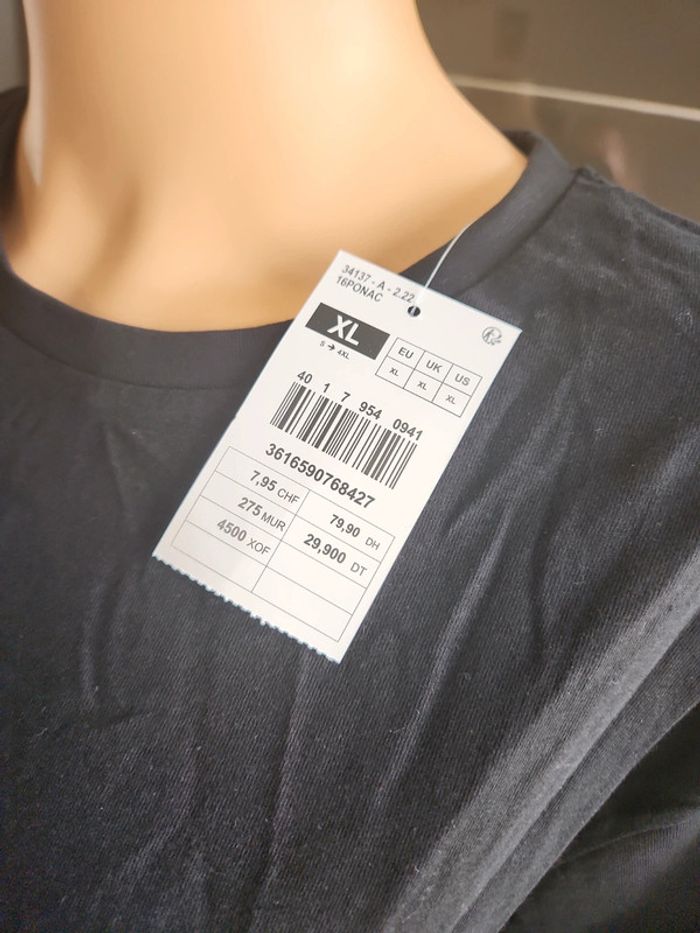 34137 - A - 2.22
16PONAC
XL
S → 4XL
EU UK US
XL XL XL
40 1 7 954 0941
3616590768427
7,95 CHF 79,90 DH
275 MUR 29,900 DT
4500 XOF